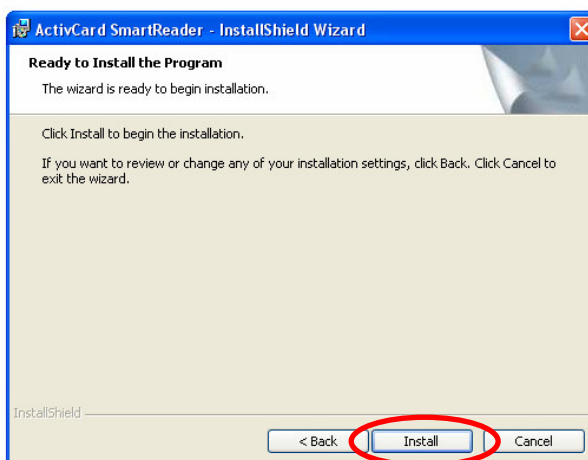 ActivCard SmartReader - InstallShield Wizard
Ready to Install the Program
The wizard is ready to begin installation.
Click Install to begin the installation.
If you want to review or change any of your installation settings, click Back. Click Cancel to
exit the wizard.
InstallShield
< Back Install Cancel